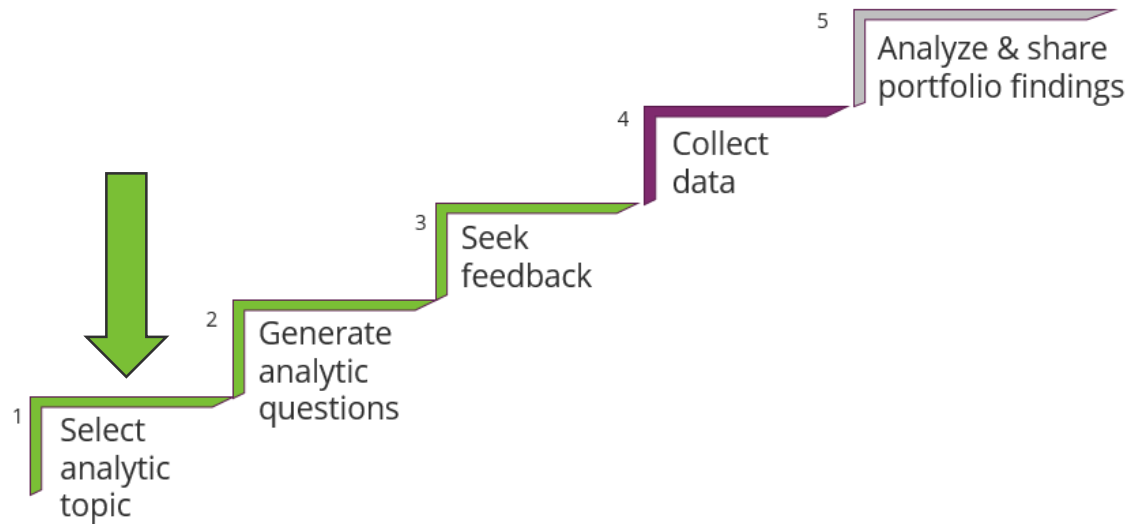 1
Select
analytic
topic
2
Generate
analytic
questions
3
Seek
feedback
4
Collect
data
5
Analyze & share
portfolio findings